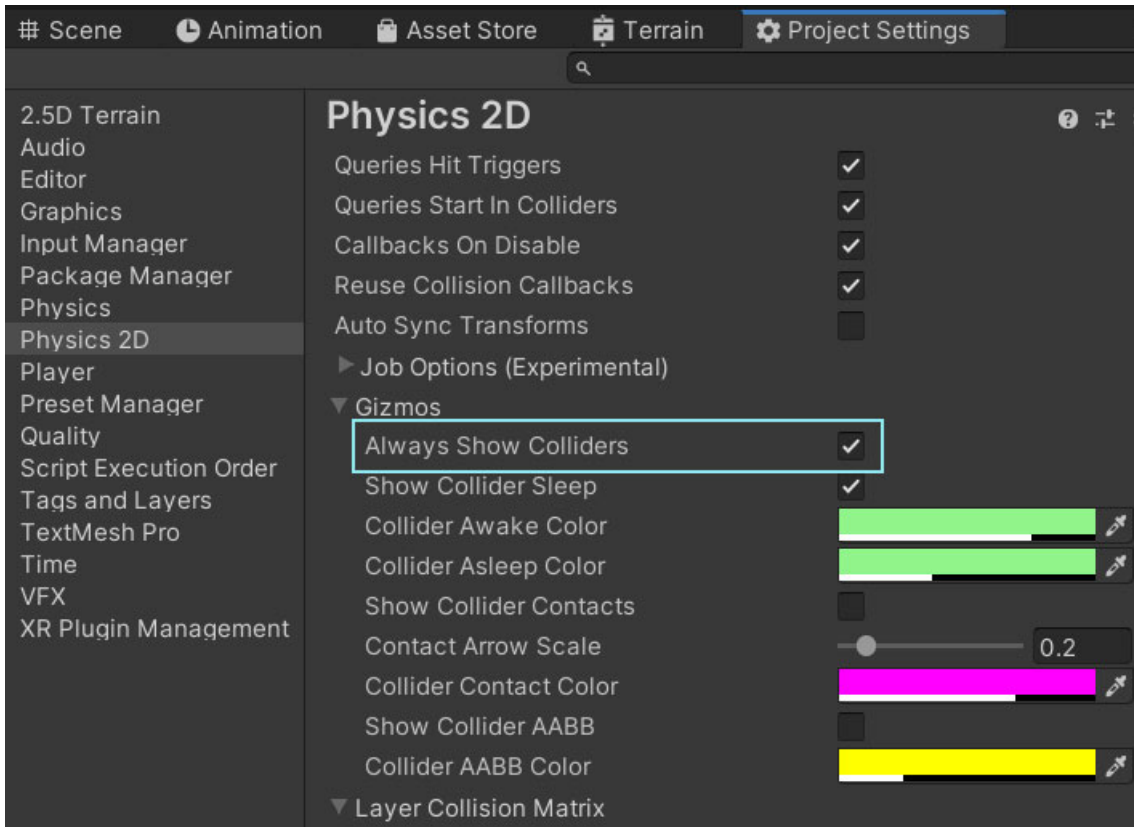 Scene Animation Asset Store Terrain Project Settings
2.5D Terrain
Audio
Editor
Graphics
Input Manager
Package Manager
Physics
Physics 2D
Player
Preset Manager
Quality
Script Execution Order
Tags and Layers
TextMesh Pro
Time
VFX
XR Plugin Management
Physics 2D
Queries Hit Triggers
Queries Start In Colliders
Callbacks On Disable
Reuse Collision Callbacks
Auto Sync Transforms
Job Options (Experimental)
Gizmos
Always Show Colliders
Show Collider Sleep
Collider Awake Color
Collider Asleep Color
Show Collider Contacts
Contact Arrow Scale 0.2
Collider Contact Color
Show Collider AABB
Collider AABB Color
Layer Collision Matrix